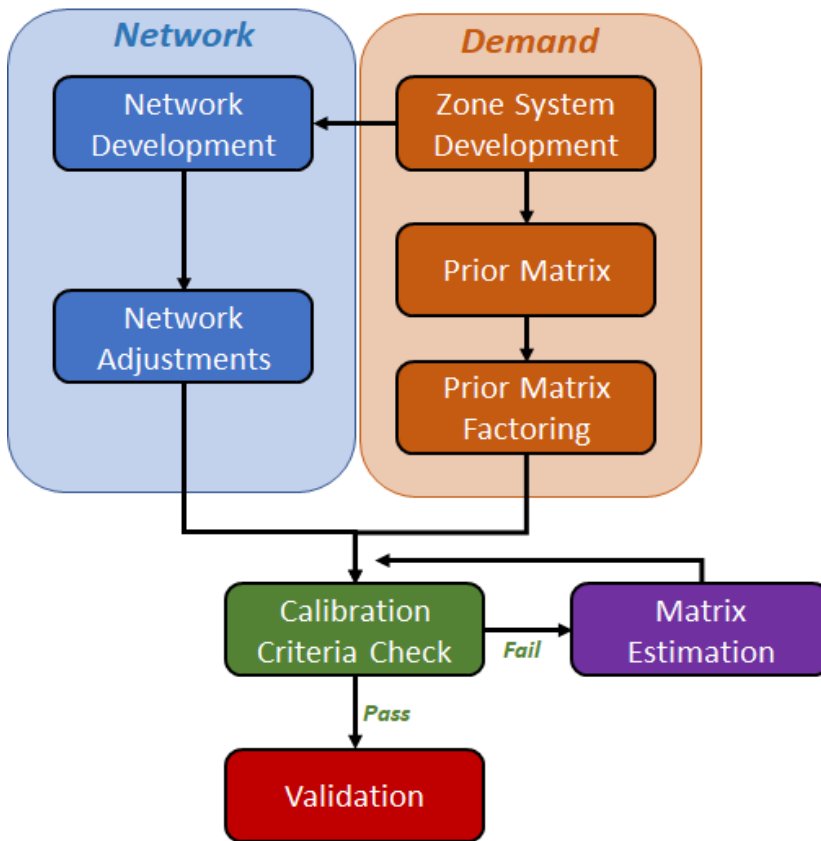 Network
Demand
Network
Development
Zone System
Development
Prior Matrix
Network
Adjustments
Prior Matrix
Factoring
Calibration
Criteria Check
Fail
Matrix
Estimation
Pass
Validation